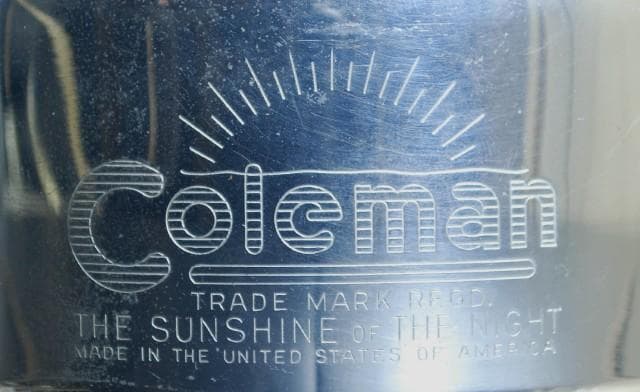 Coleman
TRADE MARK REGD.
THE SUNSHINE OF THE NIGHT
MADE IN THE UNITED STATES OF AMERICA